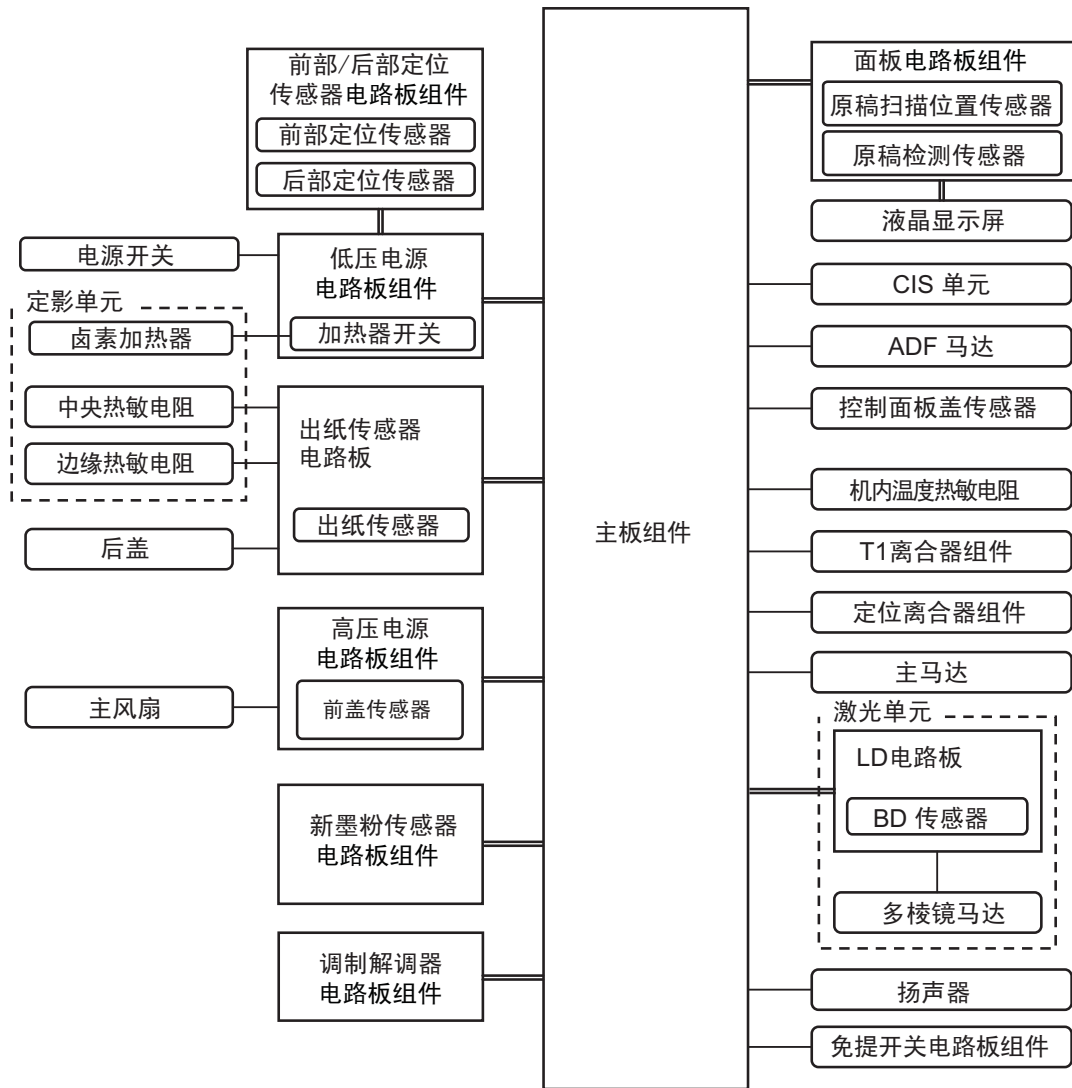 前部/后部定位
传感器电路板组件
前部定位传感器
后部定位传感器
电源开关
低压电源
电路板组件
定影单元
卤素加热器
加热器开关
中央热敏电阻
边缘热敏电阻
出纸传感器
电路板
出纸传感器
后盖
高压电源
电路板组件
前盖传感器
主风扇
新墨粉传感器
电路板组件
调制解调器
电路板组件
主板组件
面板电路板组件
原稿扫描位置传感器
原稿检测传感器
液晶显示屏
CIS 单元
ADF 马达
控制面板盖传感器
机内温度热敏电阻
T1离合器组件
定位离合器组件
主马达
激光单元
LD电路板
BD 传感器
多棱镜马达
扬声器
免提开关电路板组件